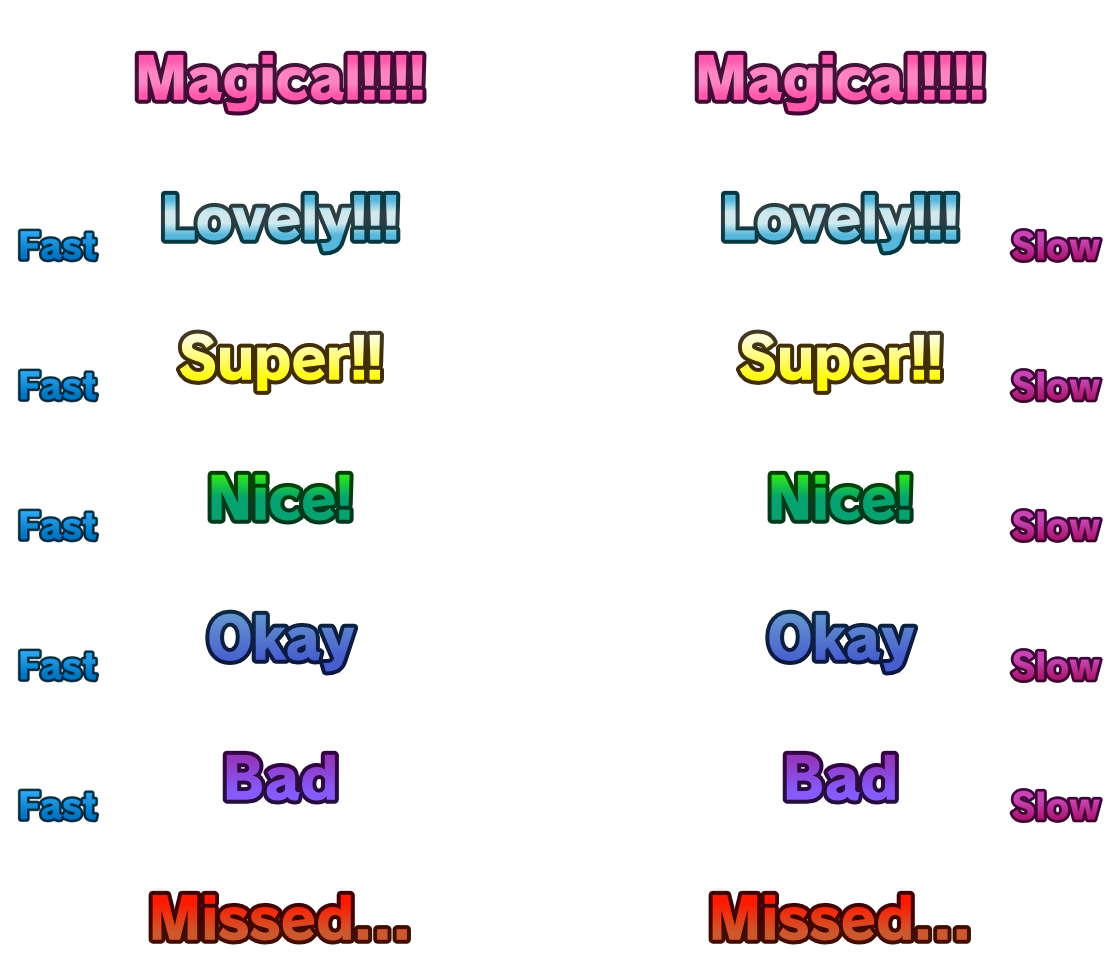 Magical!!!! Magical!!!!
Fast Lovely!!! Lovely!!! Slow
Fast Super!! Super!! Slow
Fast Nice! Nice! Slow
Fast Okay Okay Slow
Fast Bad Bad Slow
Missed... Missed...